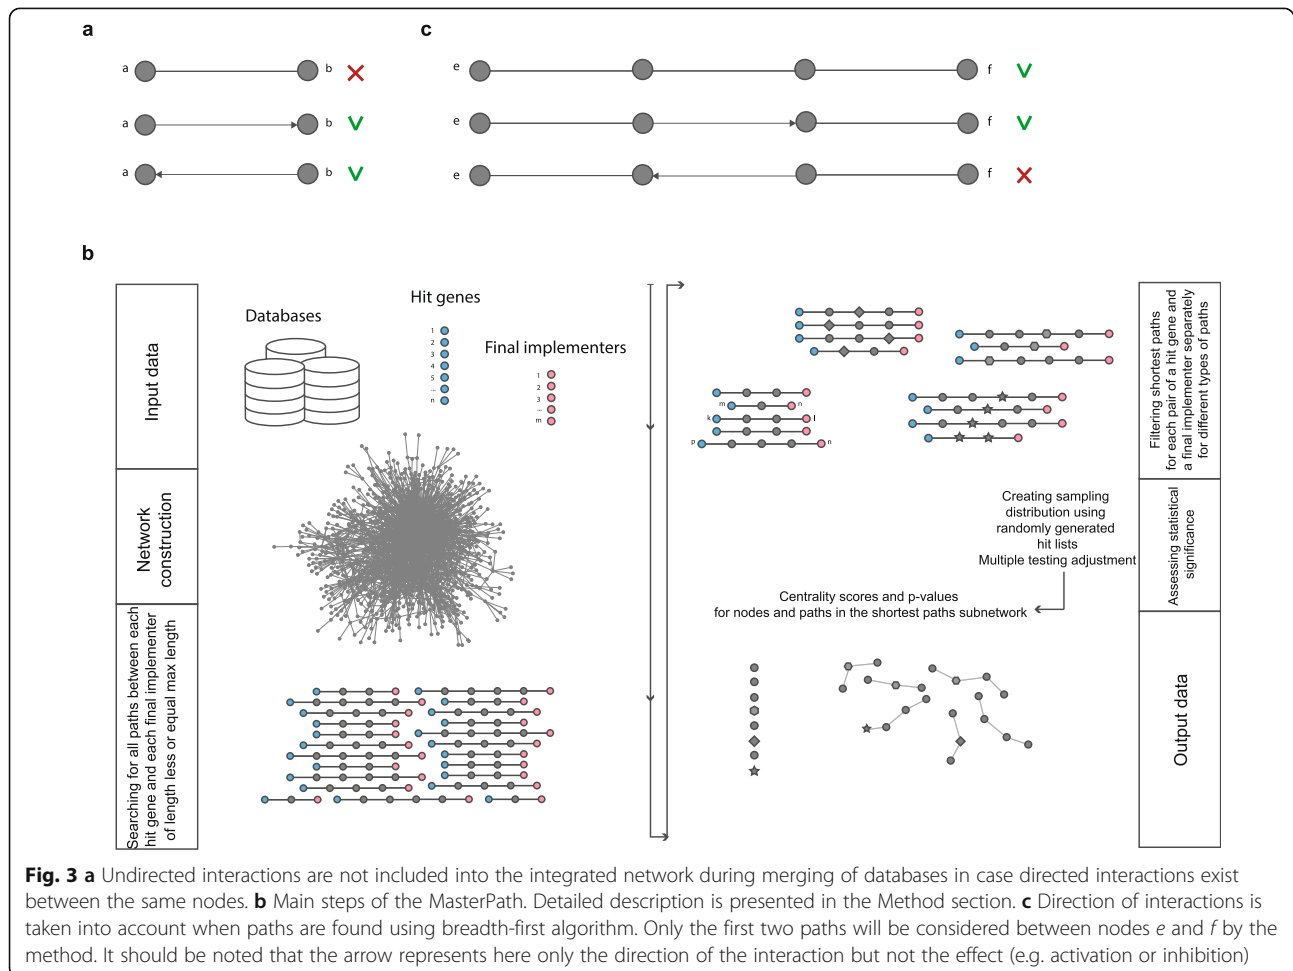 a
a
b
a
b
a
b
c
e
f
e
f
e
f
b
Input data
Network
construction
Searching for all paths between each
hit gene and each final implementer
of length less or equal max length
Databases
Hit genes
1
2
3
4
5
...
n
Final implementers
1
2
3
...
m
m
n
k
l
p
n
Filtering shortest paths
for each pair of a hit gene and
a final implementer separately
for different types of paths
Creating sampling
distribution using
randomly generated
hit lists
Multiple testing adjustment
Assessing statistical
significance
Centrality scores and p-values
for nodes and paths in the shortest paths subnetwork
Output data
Fig. 3 a Undirected interactions are not included into the integrated network during merging of databases in case directed interactions exist
between the same nodes. b Main steps of the MasterPath. Detailed description is presented in the Method section. c Direction of interactions is
taken into account when paths are found using breadth-first algorithm. Only the first two paths will be considered between nodes e and f by the
method. It should be noted that the arrow represents here only the direction of the interaction but not the effect (e.g. activation or inhibition)